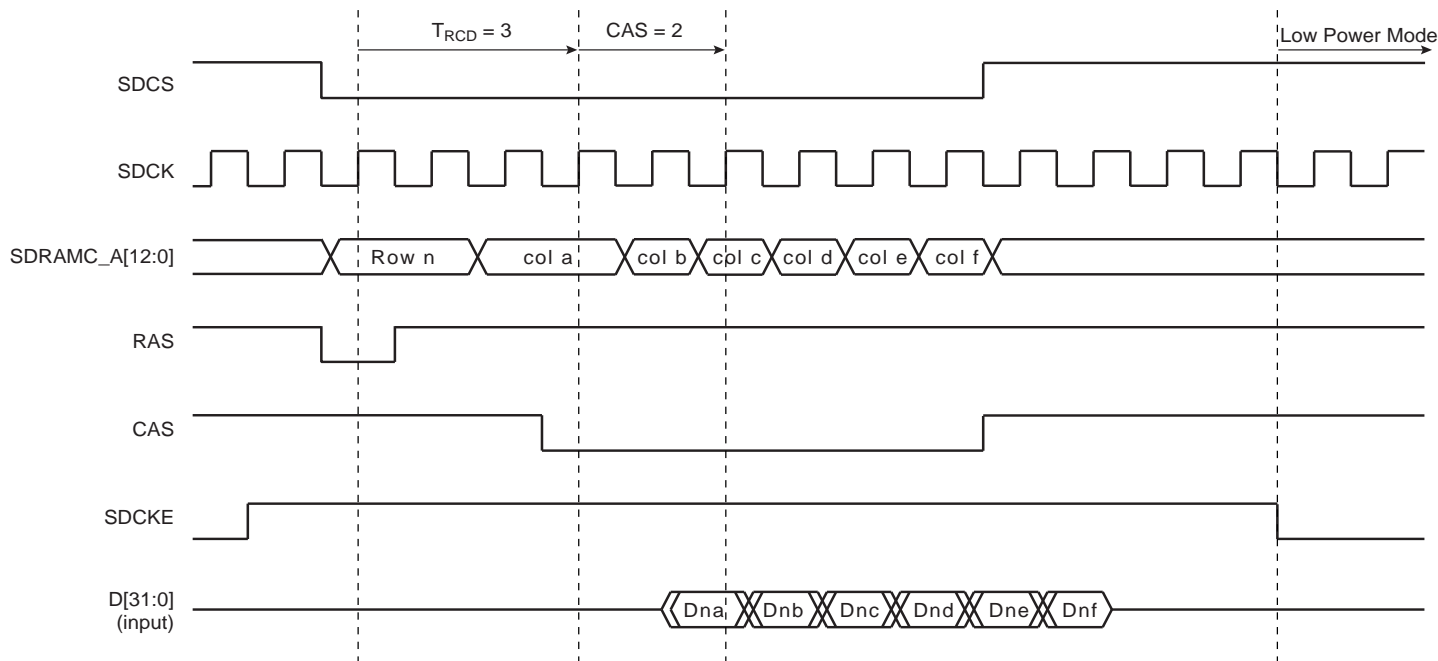 T_RCD = 3
CAS = 2
Low Power Mode
SDCS
SDCK
SDRAMC_A[12:0]
Row n
col a
col b
col c
col d
col e
col f
RAS
CAS
SDCKE
D[31:0]
(input)
Dna
Dnb
Dnc
Dnd
Dne
Dnf